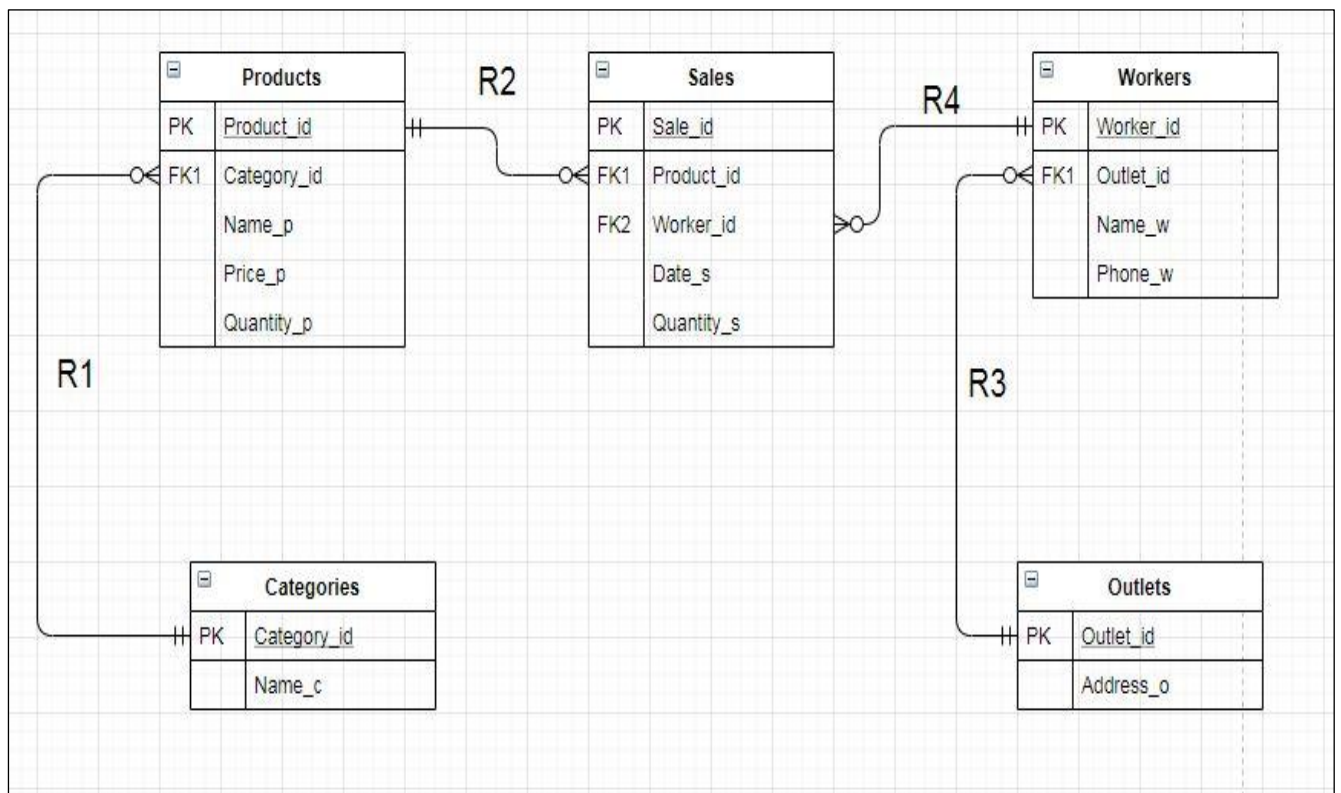 Products
PK Product_id
FK1 Category_id
Name_p
Price_p
Quantity_p
R2
Sales
PK Sale_id
FK1 Product_id
FK2 Worker_id
Date_s
Quantity_s
R4
Workers
PK Worker_id
FK1 Outlet_id
Name_w
Phone_w
R1
R3
Categories
PK Category_id
Name_c
Outlets
PK Outlet_id
Address_o